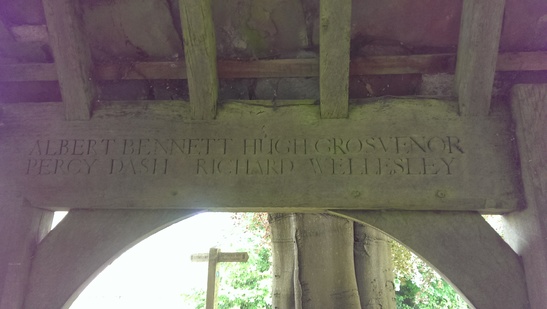 ALBERT BENNETT HUGH GROSVENOR
PERCY DASH RICHARD WELLESLEY